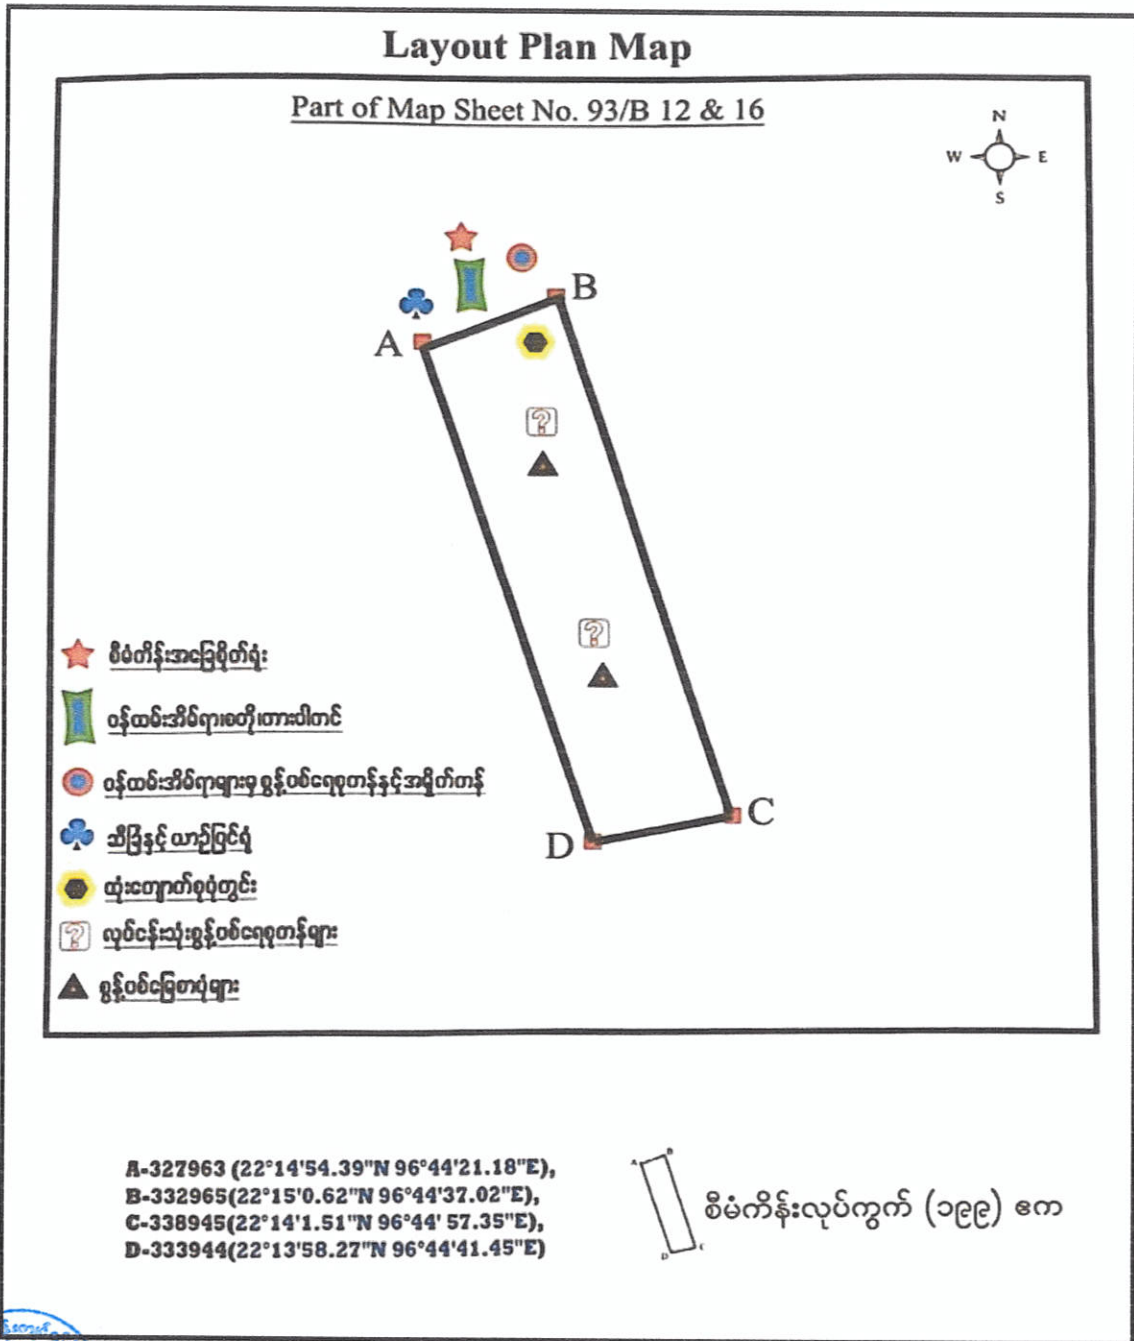 Layout Plan Map
Part of Map Sheet No. 93/B 12 & 16
N
W E
S
B
A
C
D
စီမံကိန်းအခြေစိုက်ရုံး
ဝန်ထမ်းအိမ်ရာ၊စတို၊ကားပါကင်
ဝန်ထမ်းအိမ်ရာများမှ စွန့်ပစ်ရေစုကန်နှင့်အမှိုက်ကန်
ဆီခြံနှင့် ယာဉ်ပြင်ရုံ
ထုံးကျောက်စုပုံတွင်း
လုပ်ငန်းသုံးစွန့်ပစ်ရေစုကန်များ
စွန့်ပစ်မြေစာပုံများ
A-327963 (22°14'54.39"N 96°44'21.18"E),
B-332965(22°15'0.62"N 96°44'37.02"E),
C-338945(22°14'1.51"N 96°44' 57.35"E),
D-333944(22°13'58.27"N 96°44'41.45"E)
A B
D C
စီမံကိန်းလုပ်ကွက် (၁၉၉) ဧက